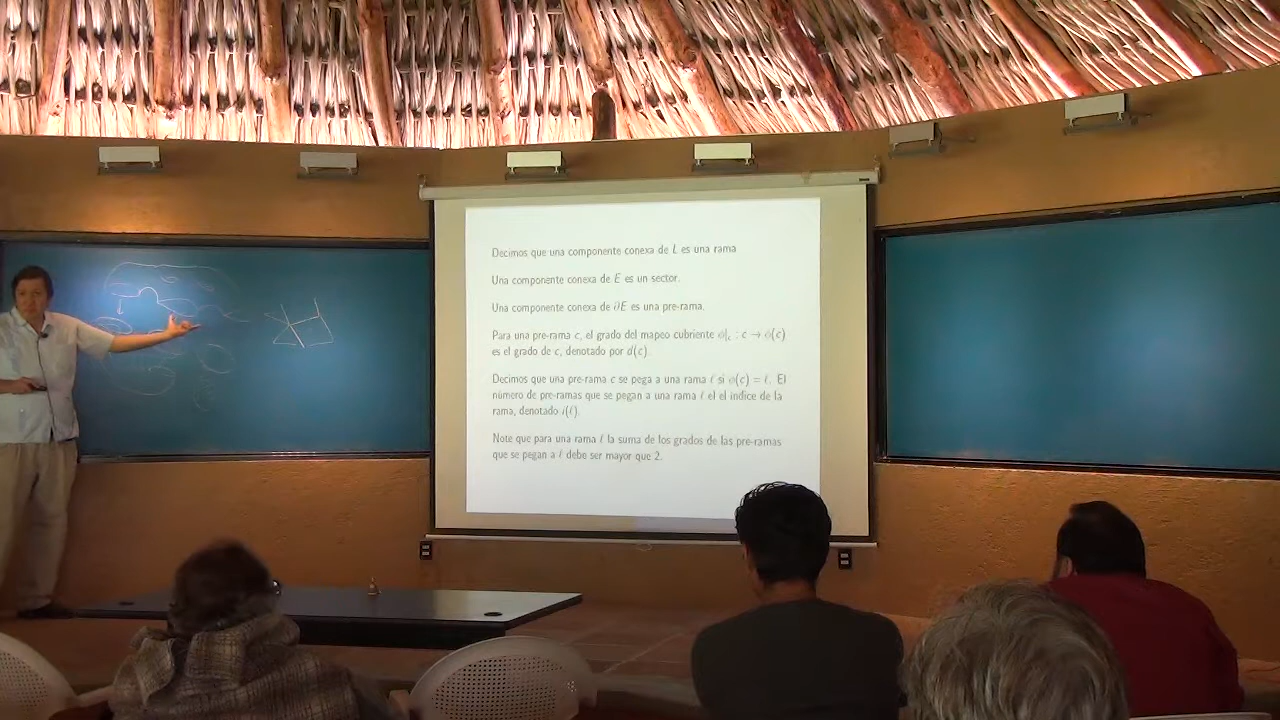 Decimos que una componente conexa de L es una rama
Una componente conexa de E es un sector.
Una componente conexa de ∂E es una pre-rama.
Para una pre-rama c, el grado del mapeo cubriente ϕ|c : c → ϕ(c)
es el grado de c, denotado por d(c).
Decimos que una pre-rama c se pega a una rama ℓ si ϕ(c) = ℓ. El
número de pre-ramas que se pegan a una rama ℓ el el indice de la
rama, denotado i(ℓ).
Note que para una rama ℓ la suma de los grados de las pre-ramas
que se pegan a ℓ debe ser mayor que 2.